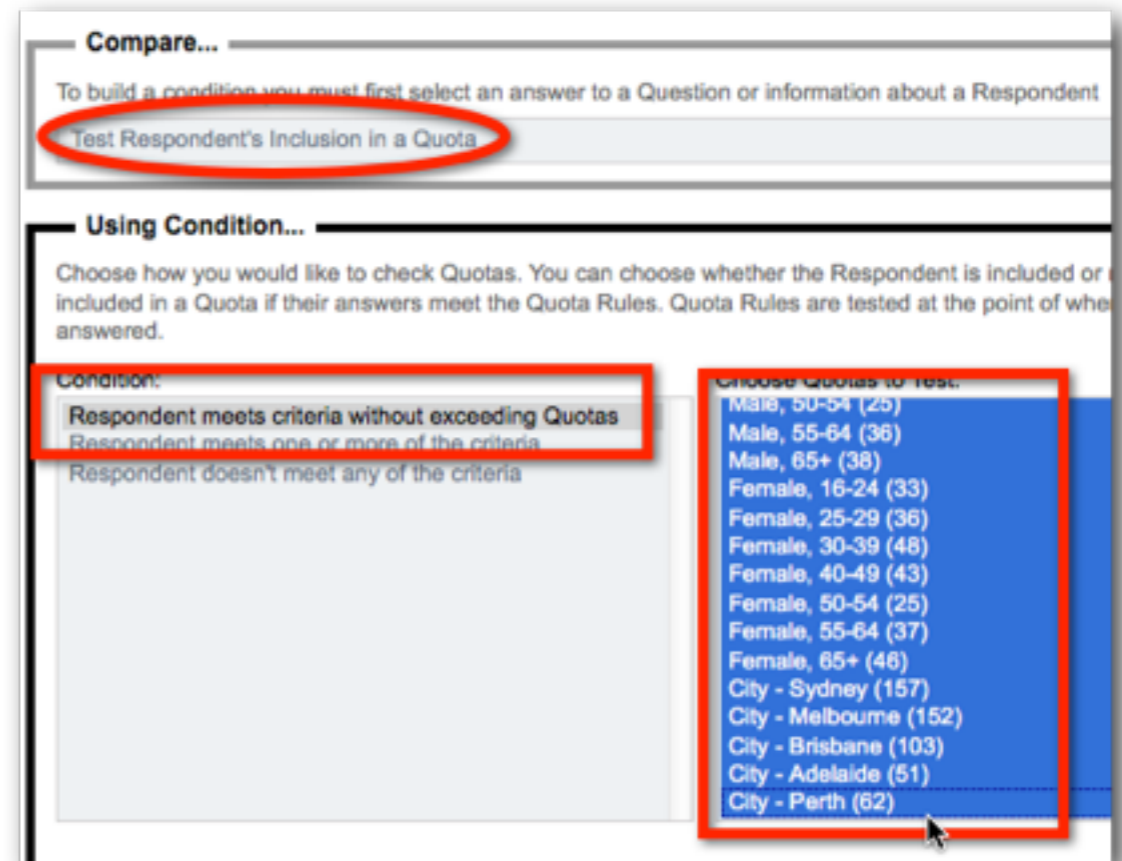 Compare...
To build a condition you must first select an answer to a Question or information about a Respondent
Test Respondent's Inclusion in a Quota
Using Condition...
Choose how you would like to check Quotas. You can choose whether the Respondent is included or
included in a Quota if their answers meet the Quota Rules. Quota Rules are tested at the point of
answered.
Condition:
Respondent meets criteria without exceeding Quotas
Respondent meets one or more of the criteria
Respondent doesn't meet any of the criteria
Choose Quotas to Test:
Male, 50-54 (25)
Male, 55-64 (36)
Male, 65+ (38)
Female, 16-24 (33)
Female, 25-29 (36)
Female, 30-39 (48)
Female, 40-49 (43)
Female, 50-54 (25)
Female, 55-64 (37)
Female, 65+ (46)
City - Sydney (157)
City - Melbourne (152)
City - Brisbane (103)
City - Adelaide (51)
City - Perth (62)